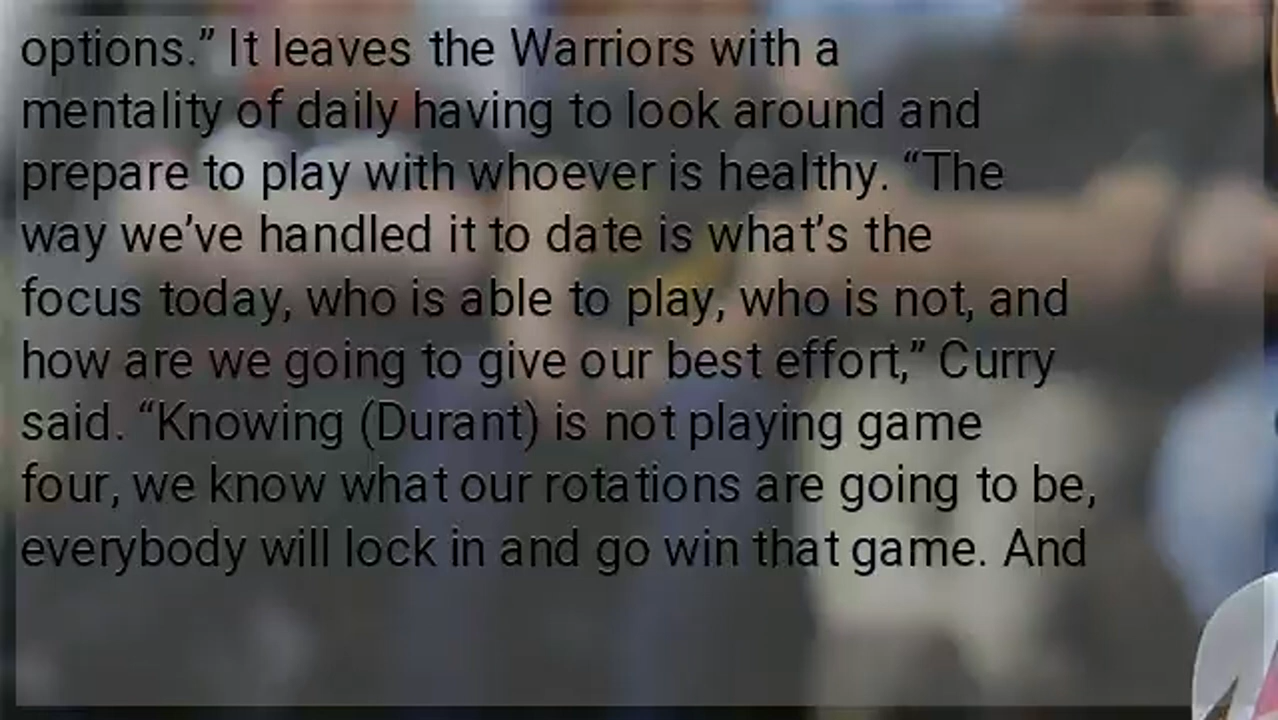 options.” It leaves the Warriors with a
mentality of daily having to look around and
prepare to play with whoever is healthy. “The
way we’ve handled it to date is what’s the
focus today, who is able to play, who is not, and
how are we going to give our best effort,” Curry
said. “Knowing (Durant) is not playing game
four, we know what our rotations are going to be,
everybody will lock in and go win that game. And